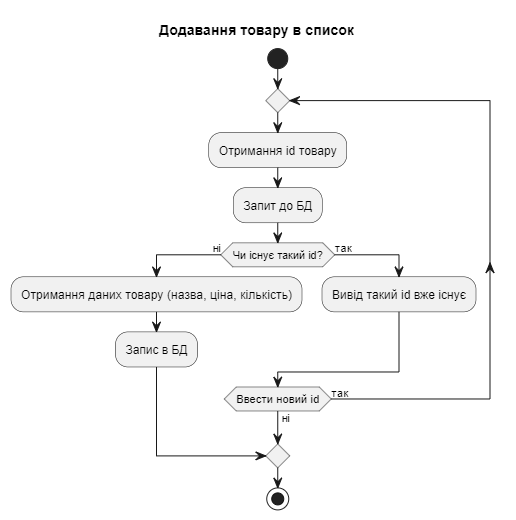 Додавання товару в список
Отримання id товару
Запит до БД
ні
Чи існує такий id?
так
Отримання даних товару (назва, ціна, кількість)
Вивід такий id вже існує
Запис в БД
Ввести новий id
так
ні